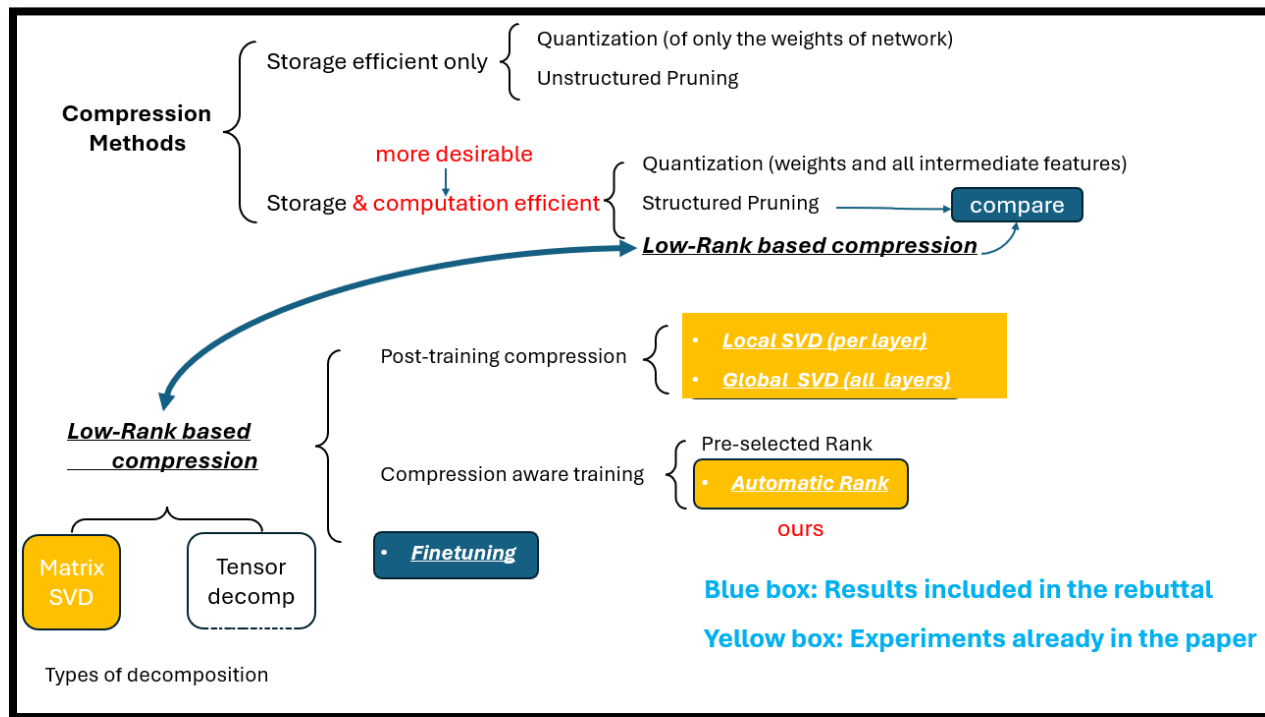 Compression
Methods
Storage efficient only
Quantization (of only the weights of network)
Unstructured Pruning
more desirable
Storage & computation efficient
Quantization (weights and all intermediate features)
Structured Pruning
compare
Low-Rank based compression
Low-Rank based
compression
Post-training compression
• Local SVD (per layer)
• Global SVD (all layers)
Compression aware training
Pre-selected Rank
• Automatic Rank
ours
• Finetuning
Matrix
SVD
Tensor
decomp
Types of decomposition
Blue box: Results included in the rebuttal
Yellow box: Experiments already in the paper